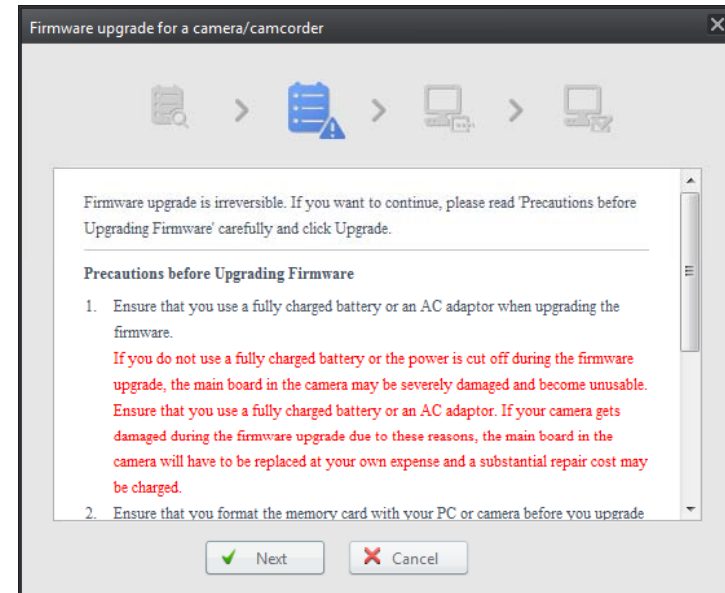 Firmware upgrade for a camera/camcorder
Firmware upgrade is irreversible. If you want to continue, please read 'Precautions before
Upgrading Firmware' carefully and click Upgrade.
Precautions before Upgrading Firmware
1. Ensure that you use a fully charged battery or an AC adaptor when upgrading the
firmware.
If you do not use a fully charged battery or the power is cut off during the firmware
upgrade, the main board in the camera may be severely damaged and become unusable.
Ensure that you use a fully charged battery or an AC adaptor. If your camera gets
damaged during the firmware upgrade due to these reasons, the main board in the
camera will have to be replaced at your own expense and a substantial repair cost may
be charged.
2. Ensure that you format the memory card with your PC or camera before you upgrade
Next
Cancel